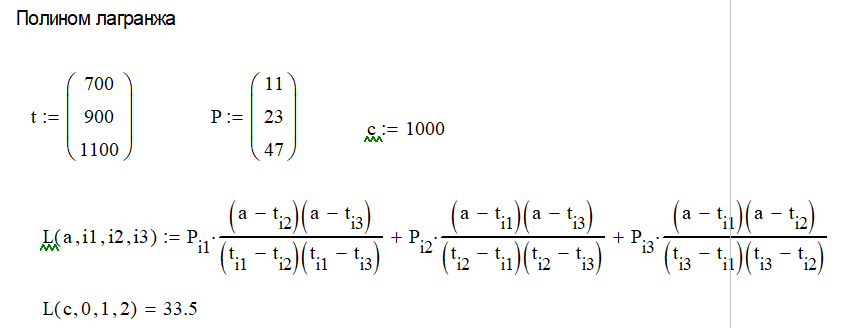 Полином лагранжа
t := (700 900 1100) P := (11 23 47) c := 1000
L(a,i1,i2,i3) := P_i1·((a − t_i2)(a − t_i3))/((t_i1 − t_i2)(t_i1 − t_i3)) + P_i2·((a − t_i1)(a − t_i3))/((t_i2 − t_i1)(t_i2 − t_i3)) + P_i3·((a − t_i1)(a − t_i2))/((t_i3 − t_i1)(t_i3 − t_i2))
L(c,0,1,2) = 33.5